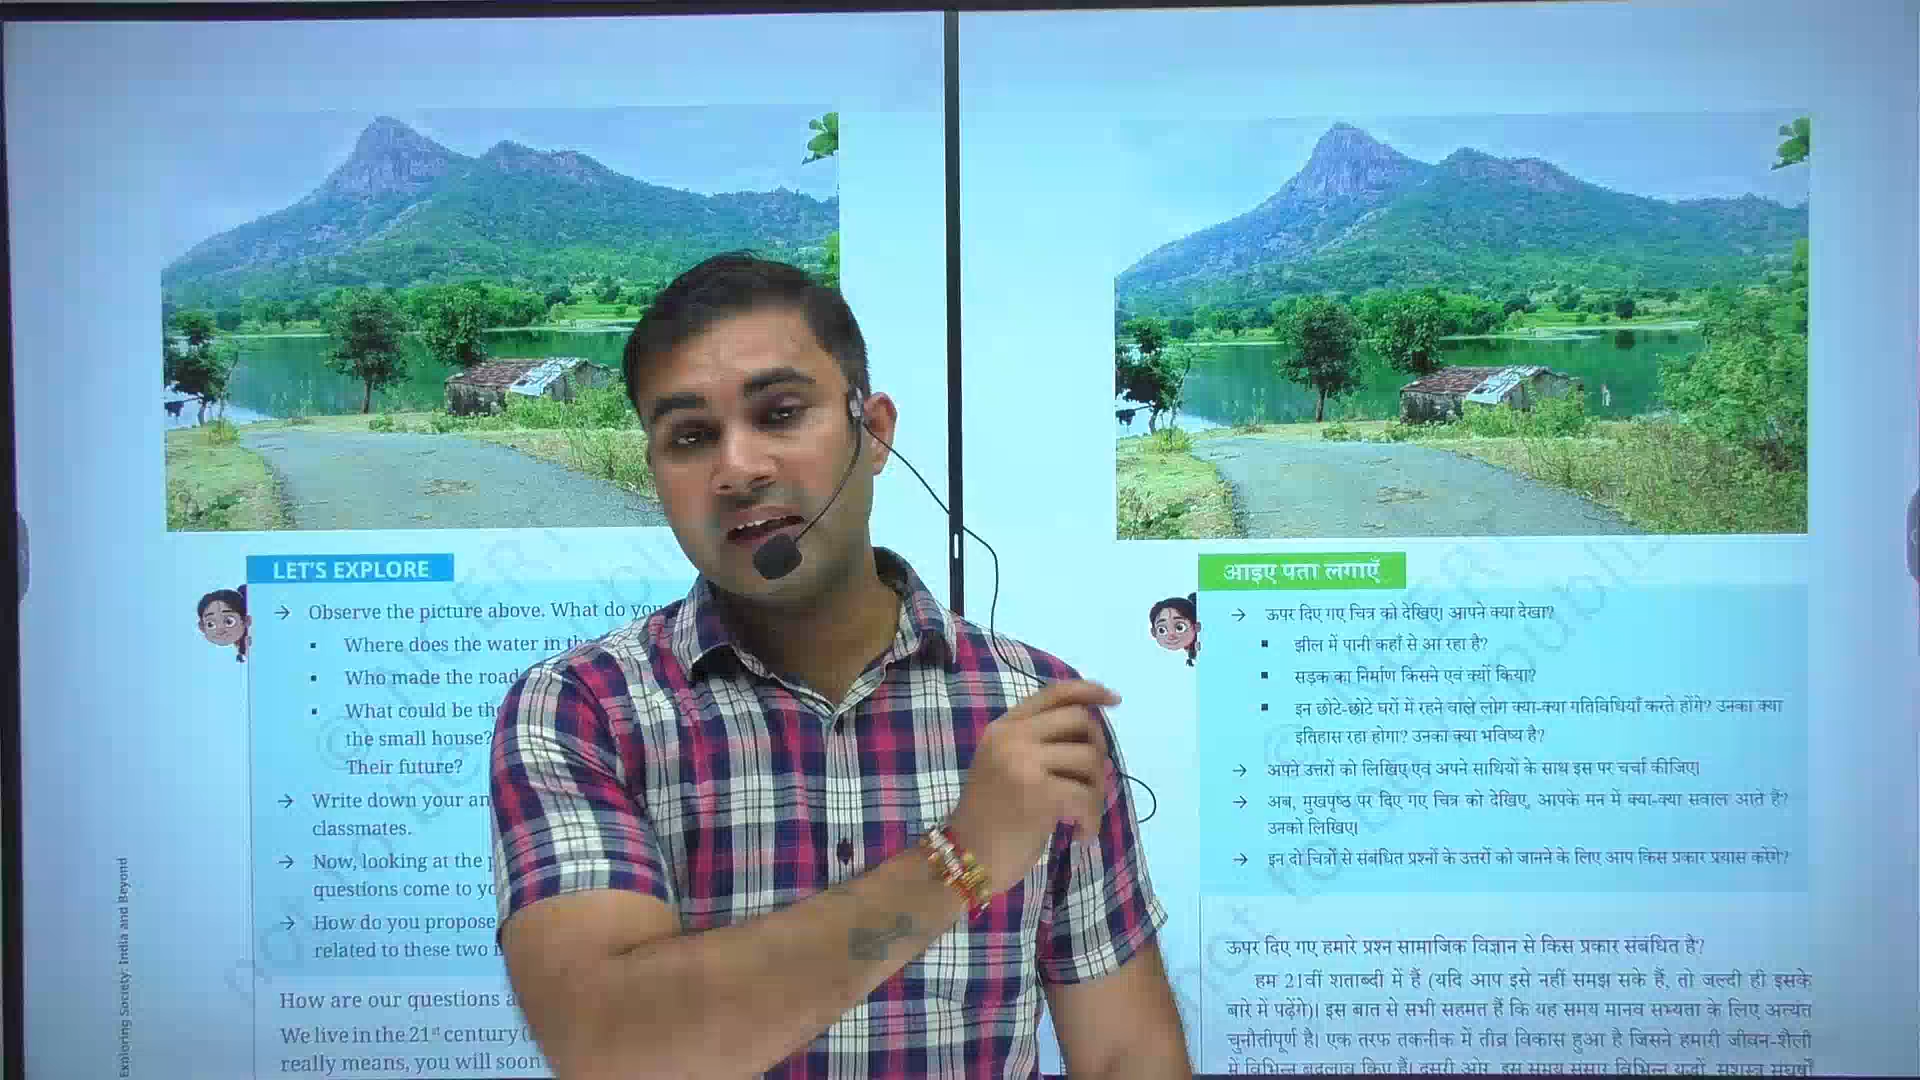 LET'S EXPLORE
→ Observe the picture above. What do you
▪ Where does the water in the
▪ Who made the road
▪ What could be the
the small house?
Their future?
→ Write down your an
classmates.
→ Now, looking at the p
questions come to yo
→ How do you propose
related to these two i
How are our questions a
We live in the 21st century (
really means, you will soon
Exploring Society: India and Beyond
आइए पता लगाएँ
→ ऊपर दिए गए चित्र को देखिए। आपने क्या देखा?
▪ झील में पानी कहाँ से आ रहा है?
▪ सड़क का निर्माण किसने एवं क्यों किया?
▪ इन छोटे-छोटे घरों में रहने वाले लोग क्या-क्या गतिविधियाँ करते होंगे? उनका क्या
इतिहास रहा होगा? उनका क्या भविष्य है?
→ अपने उत्तरों को लिखिए एवं अपने साथियों के साथ इस पर चर्चा कीजिए।
→ अब, मुखपृष्ठ पर दिए गए चित्र को देखिए, आपके मन में क्या-क्या सवाल आते हैं?
उनको लिखिए।
→ इन दो चित्रों से संबंधित प्रश्नों के उत्तरों को जानने के लिए आप किस प्रकार प्रयास करेंगे?
ऊपर दिए गए हमारे प्रश्न सामाजिक विज्ञान से किस प्रकार संबंधित है?
हम 21वीं शताब्दी में हैं (यदि आप इसे नहीं समझ सके हैं, तो जल्दी ही इसके
बारे में पढ़ेंगे)। इस बात से सभी सहमत हैं कि यह समय मानव सभ्यता के लिए अत्यंत
चुनौतीपूर्ण है। एक तरफ तकनीक में तीव्र विकास हुआ है जिसने हमारी जीवन-शैली
में विभिन्न बदलाव किए हैं। दूसरी ओर, इस समय संसार विभिन्न युद्धों, सशस्त्र संघर्षों